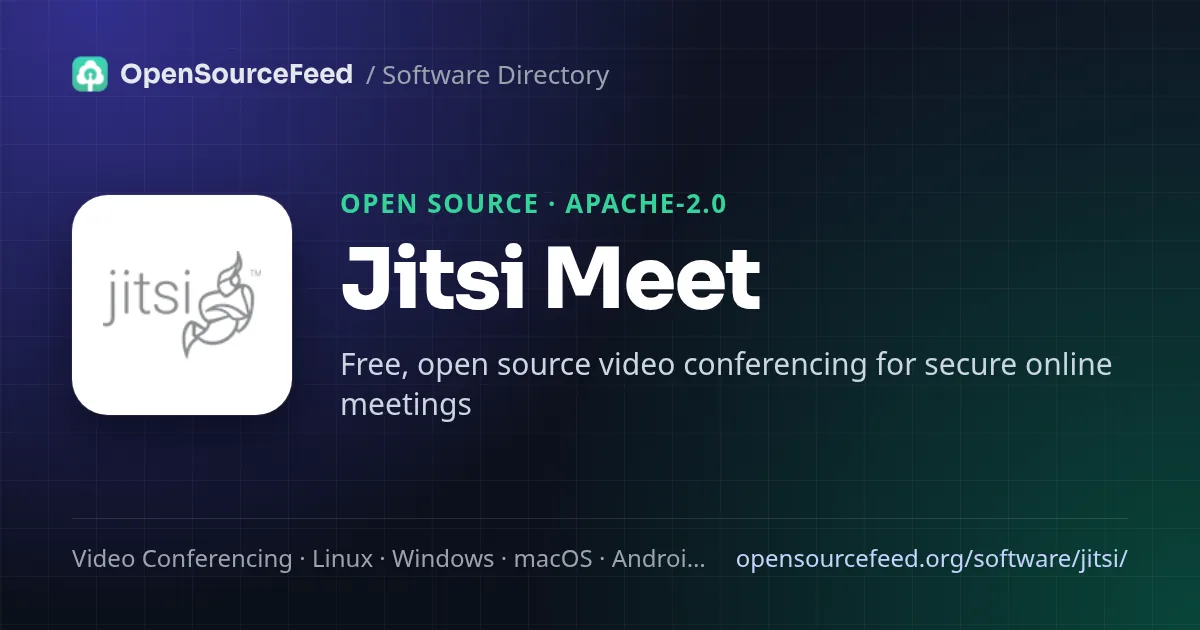 OpenSourceFeed / Software Directory
OPEN SOURCE · APACHE-2.0
jitsi™
Jitsi Meet
Free, open source video conferencing for secure online
meetings
Video Conferencing · Linux · Windows · macOS · Androi...
opensourcefeed.org/software/jitsi/